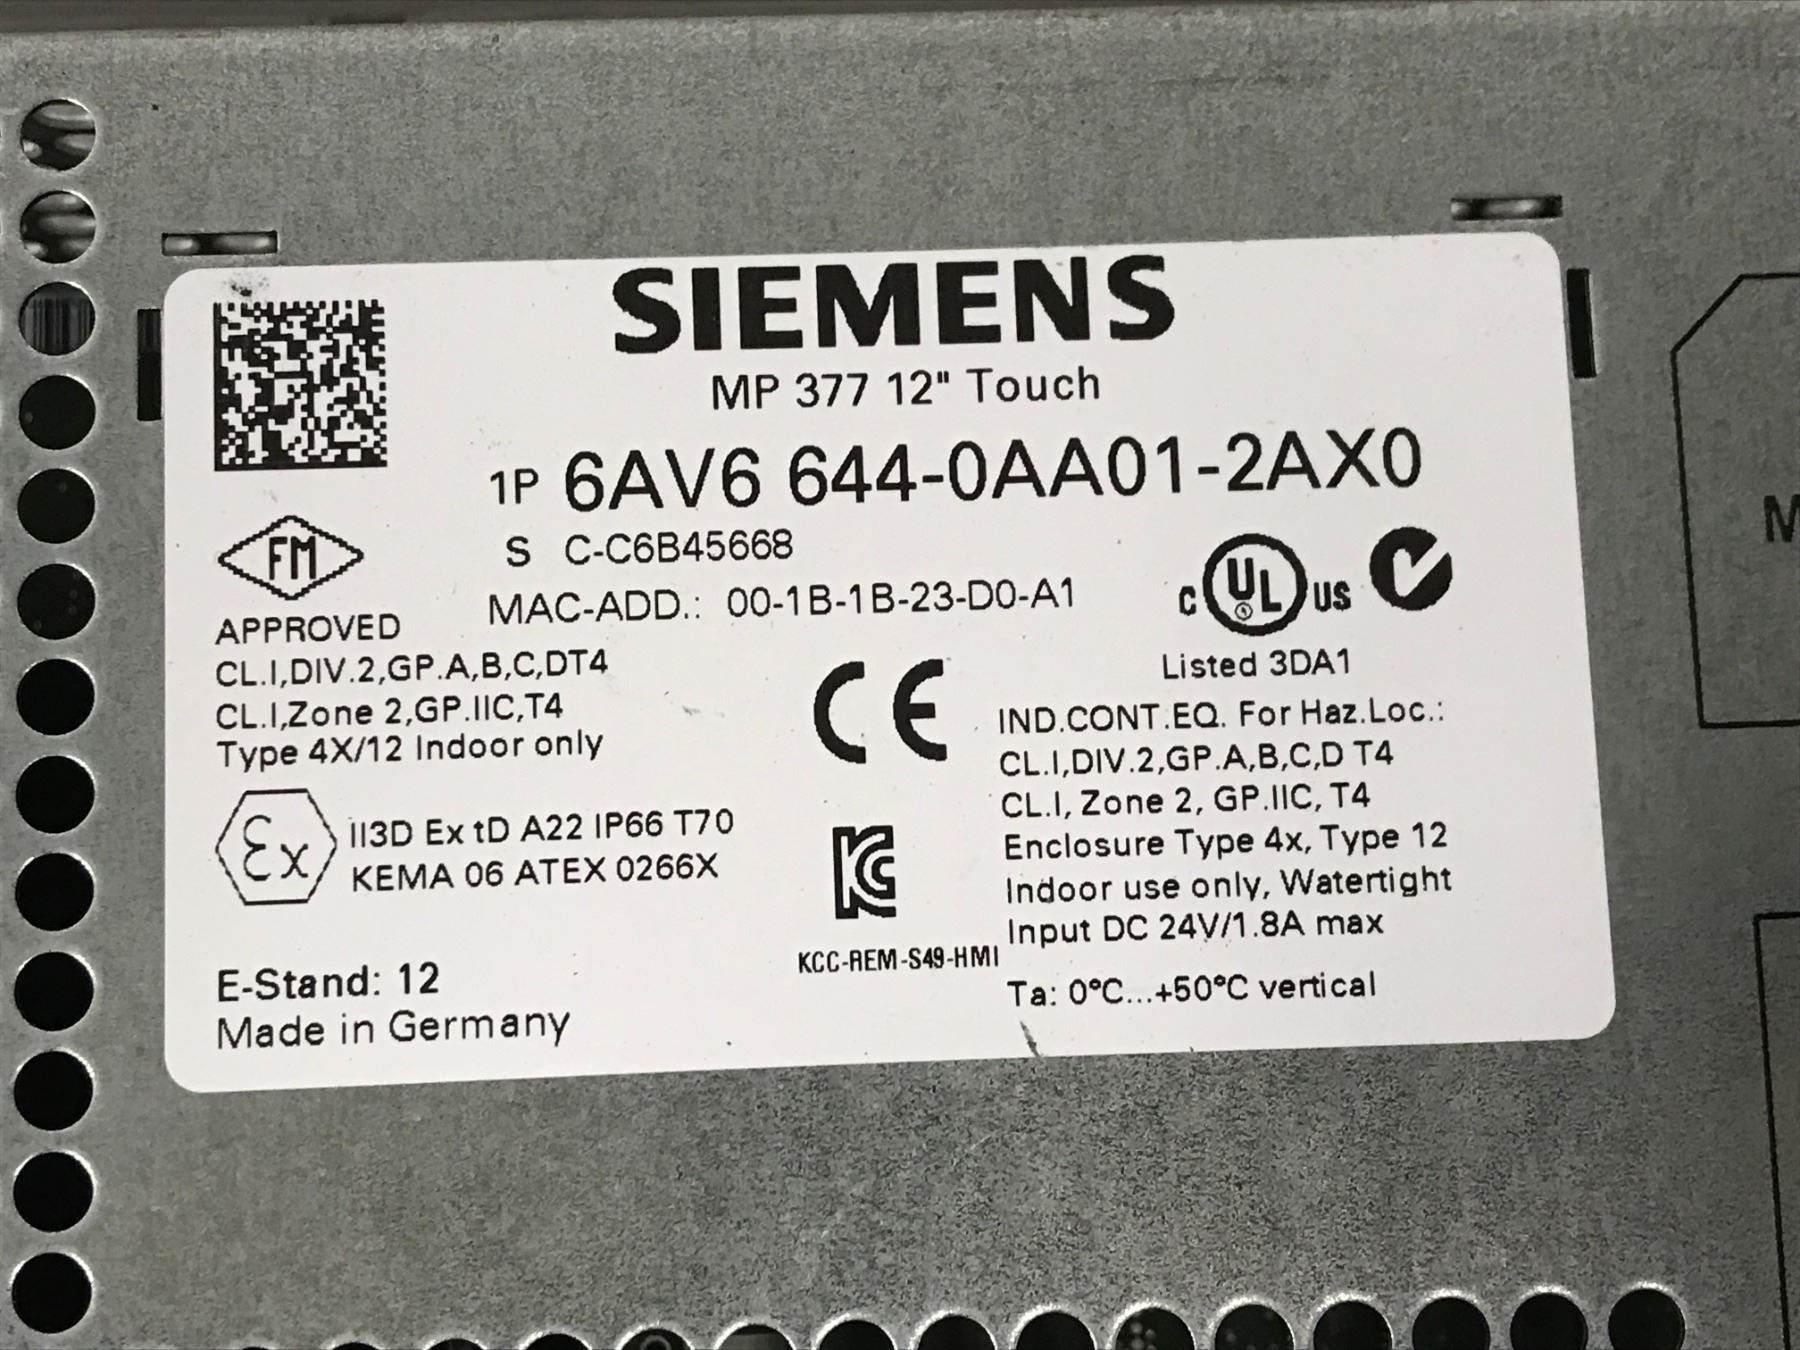 SIEMENS
MP 377 12" Touch
1P 6AV6 644-0AA01-2AX0
S C-C6B45668
MAC-ADD.: 00-1B-1B-23-D0-A1
FM
APPROVED
CL.I,DIV.2,GP.A,B,C,DT4
CL.I,Zone 2,GP.IIC,T4
Type 4X/12 Indoor only
Ex
II3D Ex tD A22 IP66 T70
KEMA 06 ATEX 0266X
E-Stand: 12
Made in Germany
CE
KC
KCC-REM-S49-HMI
C UL US
Listed 3DA1
IND.CONT.EQ. For Haz.Loc.:
CL.I,DIV.2,GP.A,B,C,D T4
CL.I, Zone 2, GP.IIC, T4
Enclosure Type 4x, Type 12
Indoor use only, Watertight
Input DC 24V/1.8A max
Ta: 0°C...+50°C vertical